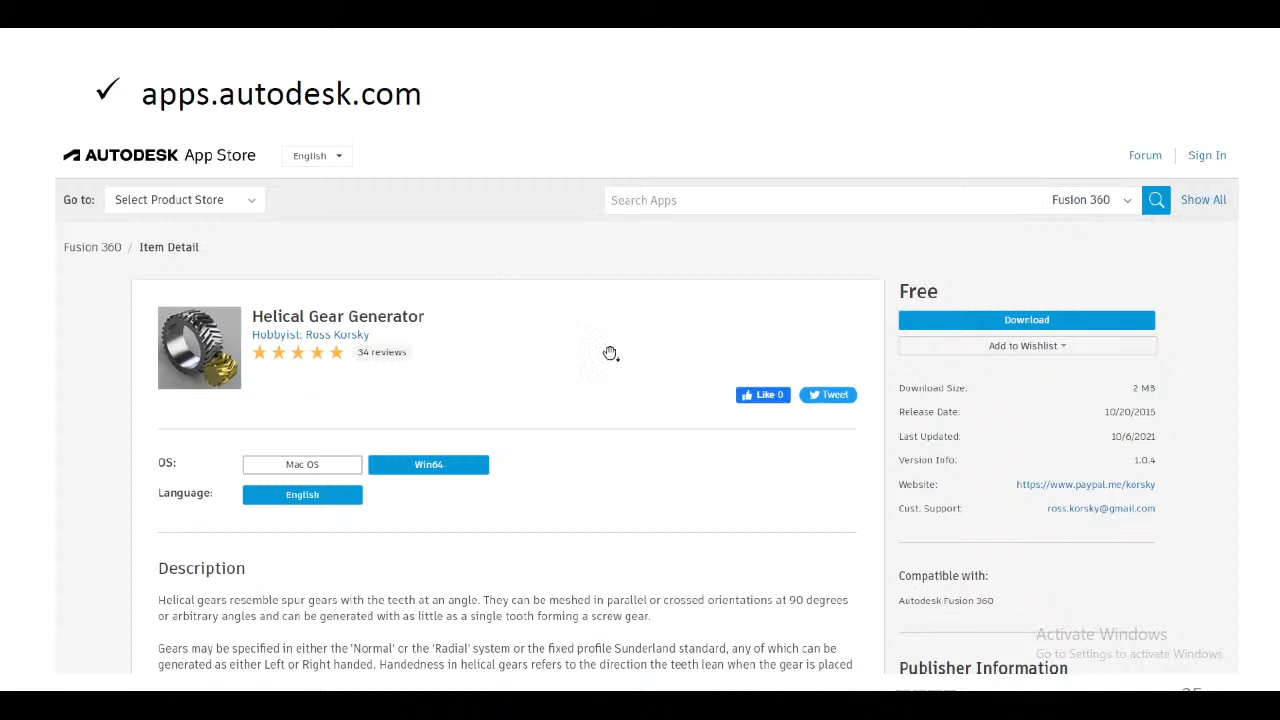 ✓ apps.autodesk.com
AUTODESK App Store English Forum Sign In
Go to: Select Product Store Search Apps Fusion 360 Show All
Fusion 360 / Item Detail
Helical Gear Generator
Hobbyist: Ross Korsky
34 reviews
Like 0 Tweet
OS: Mac OS Win64
Language: English
Description
Helical gears resemble spur gears with the teeth at an angle. They can be meshed in parallel or crossed orientations at 90 degrees
or arbitrary angles and can be generated with as little as a single tooth forming a screw gear.
Gears may be specified in either the 'Normal' or the 'Radial' system or the fixed profile Sunderland standard, any of which can be
generated as either Left or Right handed. Handedness in helical gears refers to the direction the teeth lean when the gear is placed
Free
Download
Add to Wishlist
Download Size: 2 MB
Release Date: 10/20/2016
Last Updated: 10/6/2021
Version Info: 1.0.4
Website: https://www.paypal.me/korsky
Cust. Support: ross.korsky@gmail.com
Compatible with:
Autodesk Fusion 360
Activate Windows
Go to Settings to activate Windows.
Publisher Information